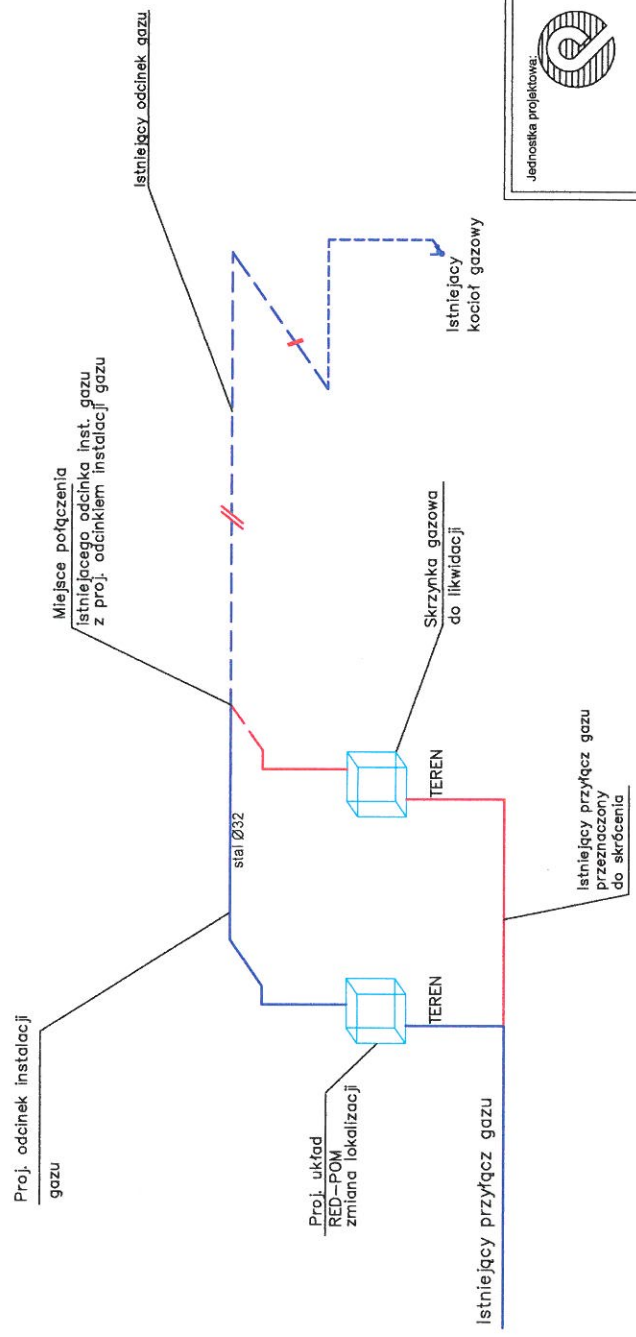 Proj. odcinek instalacji
gazu
Miejsce połączenia
istniejacego odcinka inst. gazu
z proj. odcinkiem instalacji gazu
Istniejący odcinek gazu
stal Ø32
Proj. układ
RED-POM
zmiana lokalizacji
TEREN
TEREN
Skrzynka gazowa
do likwidacji
Istniejacy
kocioł gazowy
Istniejący przyłącz gazu
Istniejący przyłącz gazu
przeznaczony
do skrócenia
Jednostka projektowa: